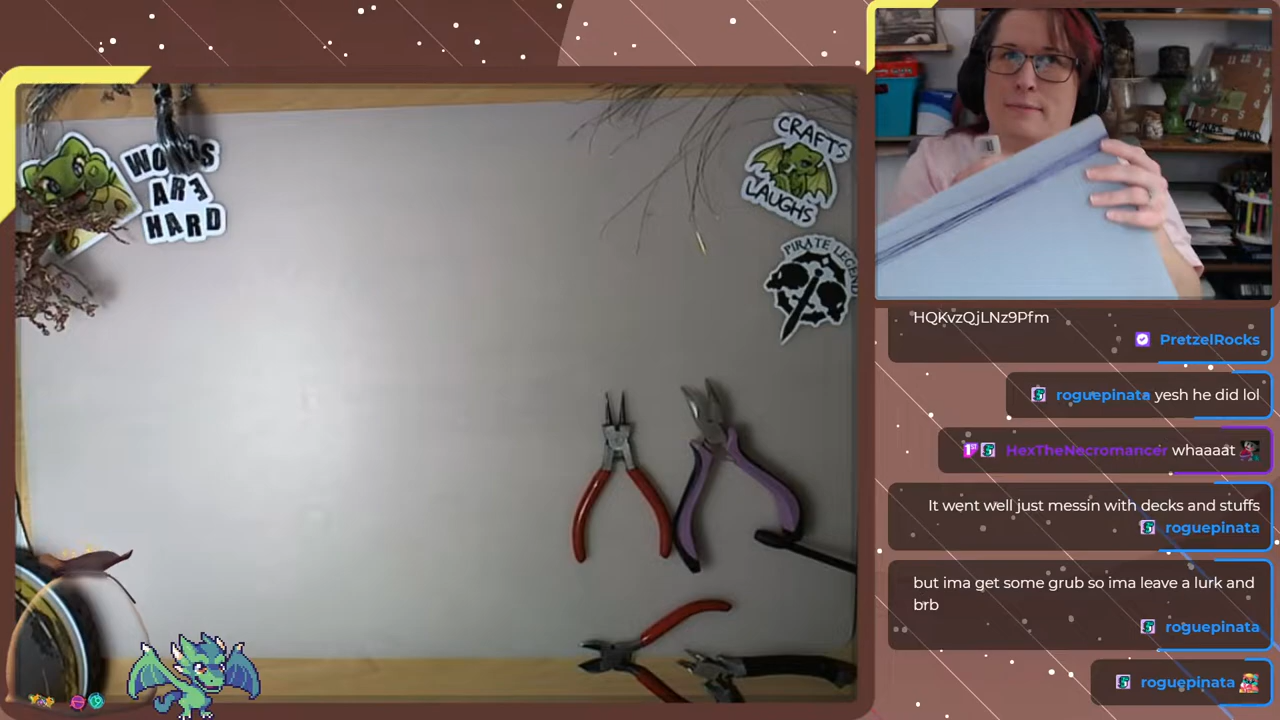 WORDS
ARE
HARD
CRAFTS
LAUGHS
PIRATE LEGEND
HQKvzQjLNz9Pfm
PretzelRocks
roguepinata yesh he did lol
HexTheNecromancer whaaaat
It went well just messin with decks and stuffs
roguepinata
but ima get some grub so ima leave a lurk and
brb
roguepinata
roguepinata